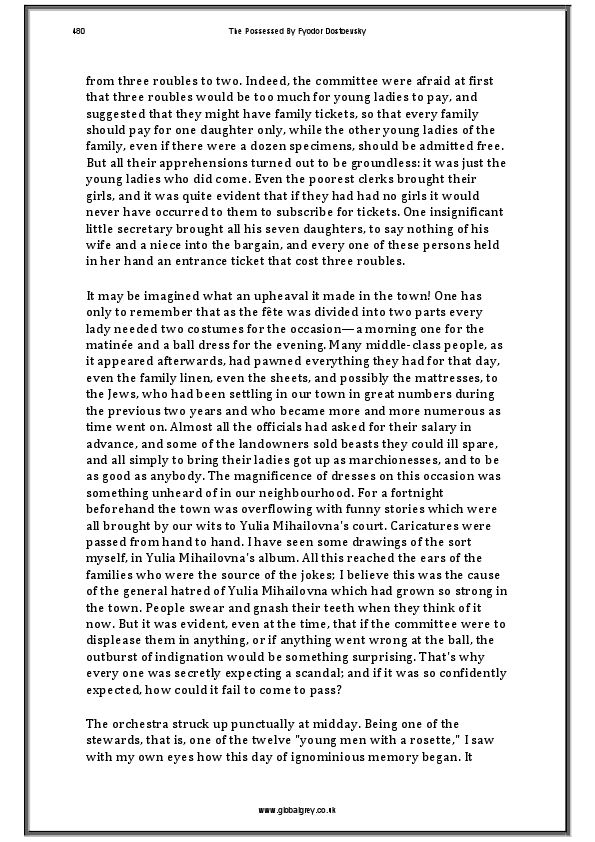 480
The Possessed By Fyodor Dostoevsky
from three roubles to two. Indeed, the committee were afraid at first
that three roubles would be too much for young ladies to pay, and
suggested that they might have family tickets, so that every family
should pay for one daughter only, while the other young ladies of the
family, even if there were a dozen specimens, should be admitted free.
But all their apprehensions turned out to be groundless: it was just the
young ladies who did come. Even the poorest clerks brought their
girls, and it was quite evident that if they had had no girls it would
never have occurred to them to subscribe for tickets. One insignificant
little secretary brought all his seven daughters, to say nothing of his
wife and a niece into the bargain, and every one of these persons held
in her hand an entrance ticket that cost three roubles.
It may be imagined what an upheaval it made in the town! One has
only to remember that as the fête was divided into two parts every
lady needed two costumes for the occasion—a morning one for the
matinée and a ball dress for the evening. Many middle-class people, as
it appeared afterwards, had pawned everything they had for that day,
even the family linen, even the sheets, and possibly the mattresses, to
the Jews, who had been settling in our town in great numbers during
the previous two years and who became more and more numerous as
time went on. Almost all the officials had asked for their salary in
advance, and some of the landowners sold beasts they could ill spare,
and all simply to bring their ladies got up as marchionesses, and to be
as good as anybody. The magnificence of dresses on this occasion was
something unheard of in our neighbourhood. For a fortnight
beforehand the town was overflowing with funny stories which were
all brought by our wits to Yulia Mihailovna's court. Caricatures were
passed from hand to hand. I have seen some drawings of the sort
myself, in Yulia Mihailovna's album. All this reached the ears of the
families who were the source of the jokes; I believe this was the cause
of the general hatred of Yulia Mihailovna which had grown so strong in
the town. People swear and gnash their teeth when they think of it
now. But it was evident, even at the time, that if the committee were to
displease them in anything, or if anything went wrong at the ball, the
outburst of indignation would be something surprising. That's why
every one was secretly expecting a scandal; and if it was so confidently
expected, how could it fail to come to pass?
The orchestra struck up punctually at midday. Being one of the
stewards, that is, one of the twelve "young men with a rosette," I saw
with my own eyes how this day of ignominious memory began. It
www.globalgrey.co.uk